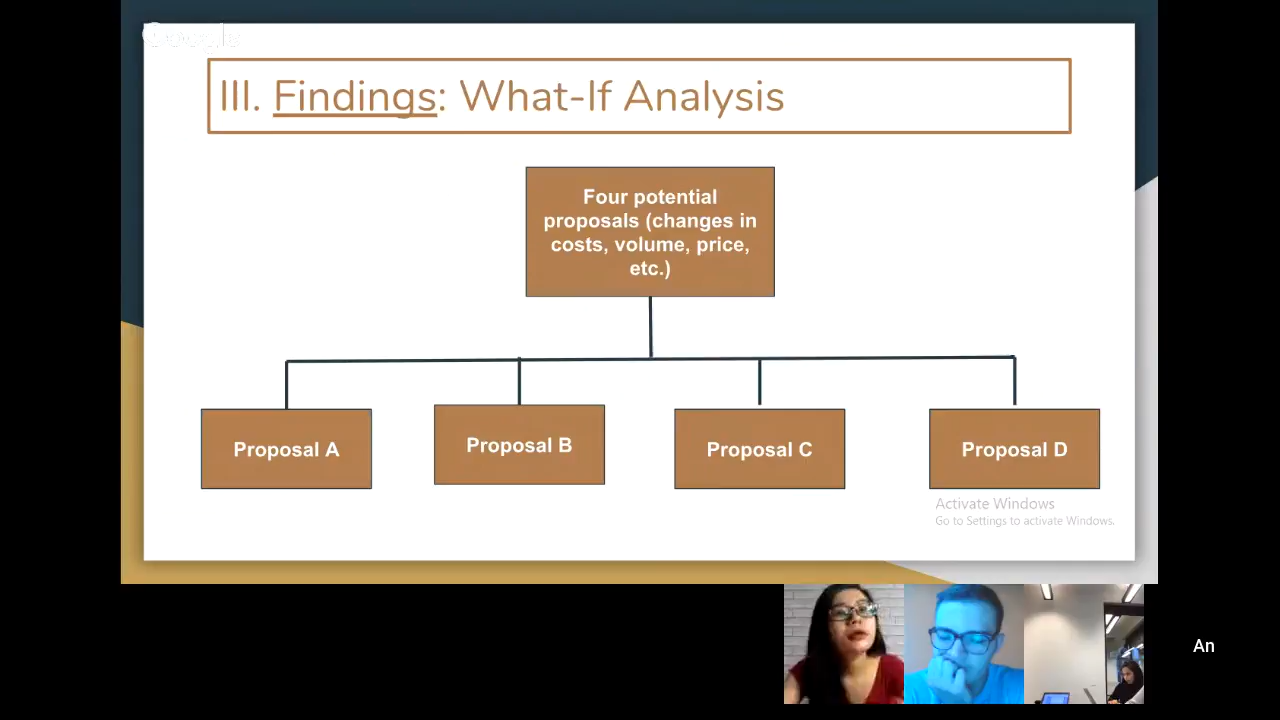 Google
III. Findings: What-If Analysis
Four potential
proposals (changes in
costs, volume, price,
etc.)
Proposal A
Proposal B
Proposal C
Proposal D
Activate Windows
Go to Settings to activate Windows.
An